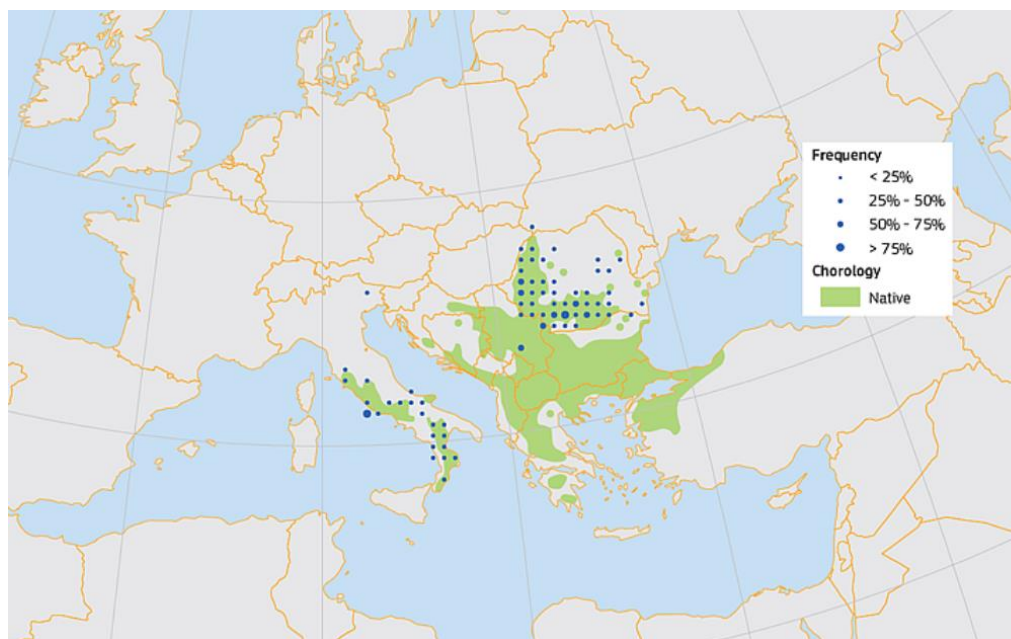 Frequency
< 25%
25% - 50%
50% - 75%
> 75%
Chorology
Native